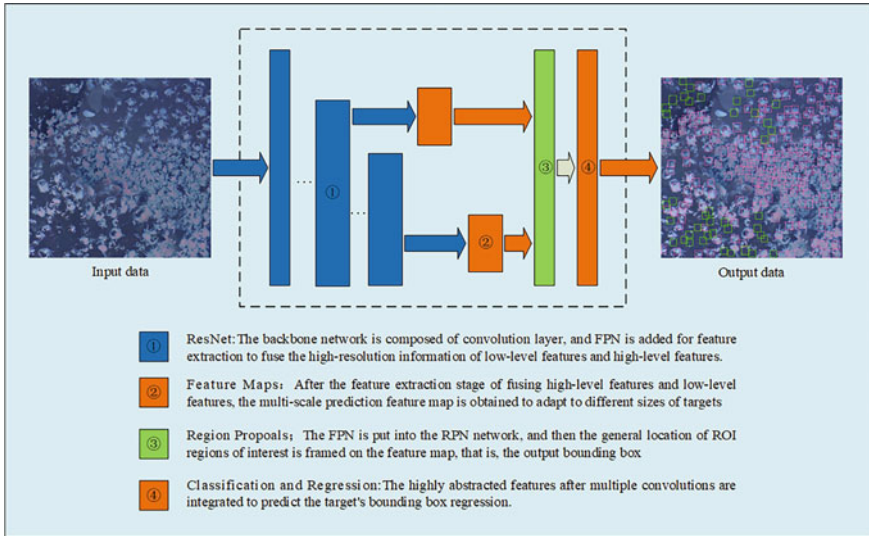 ①
②
③
④
Input data
Output data
① ResNet: The backbone network is composed of convolution layer, and FPN is added for feature
extraction to fuse the high-resolution information of low-level features and high-level features.
② Feature Maps: After the feature extraction stage of fusing high-level features and low-level
features, the multi-scale prediction feature map is obtained to adapt to different sizes of targets
③ Region Propoals; The FPN is put into the RPN network, and then the general location of ROI
regions of interest is framed on the feature map, that is, the output bounding box
④ Classification and Regression: The highly abstracted features after multiple convolutions are
integrated to predict the target's bounding box regression.